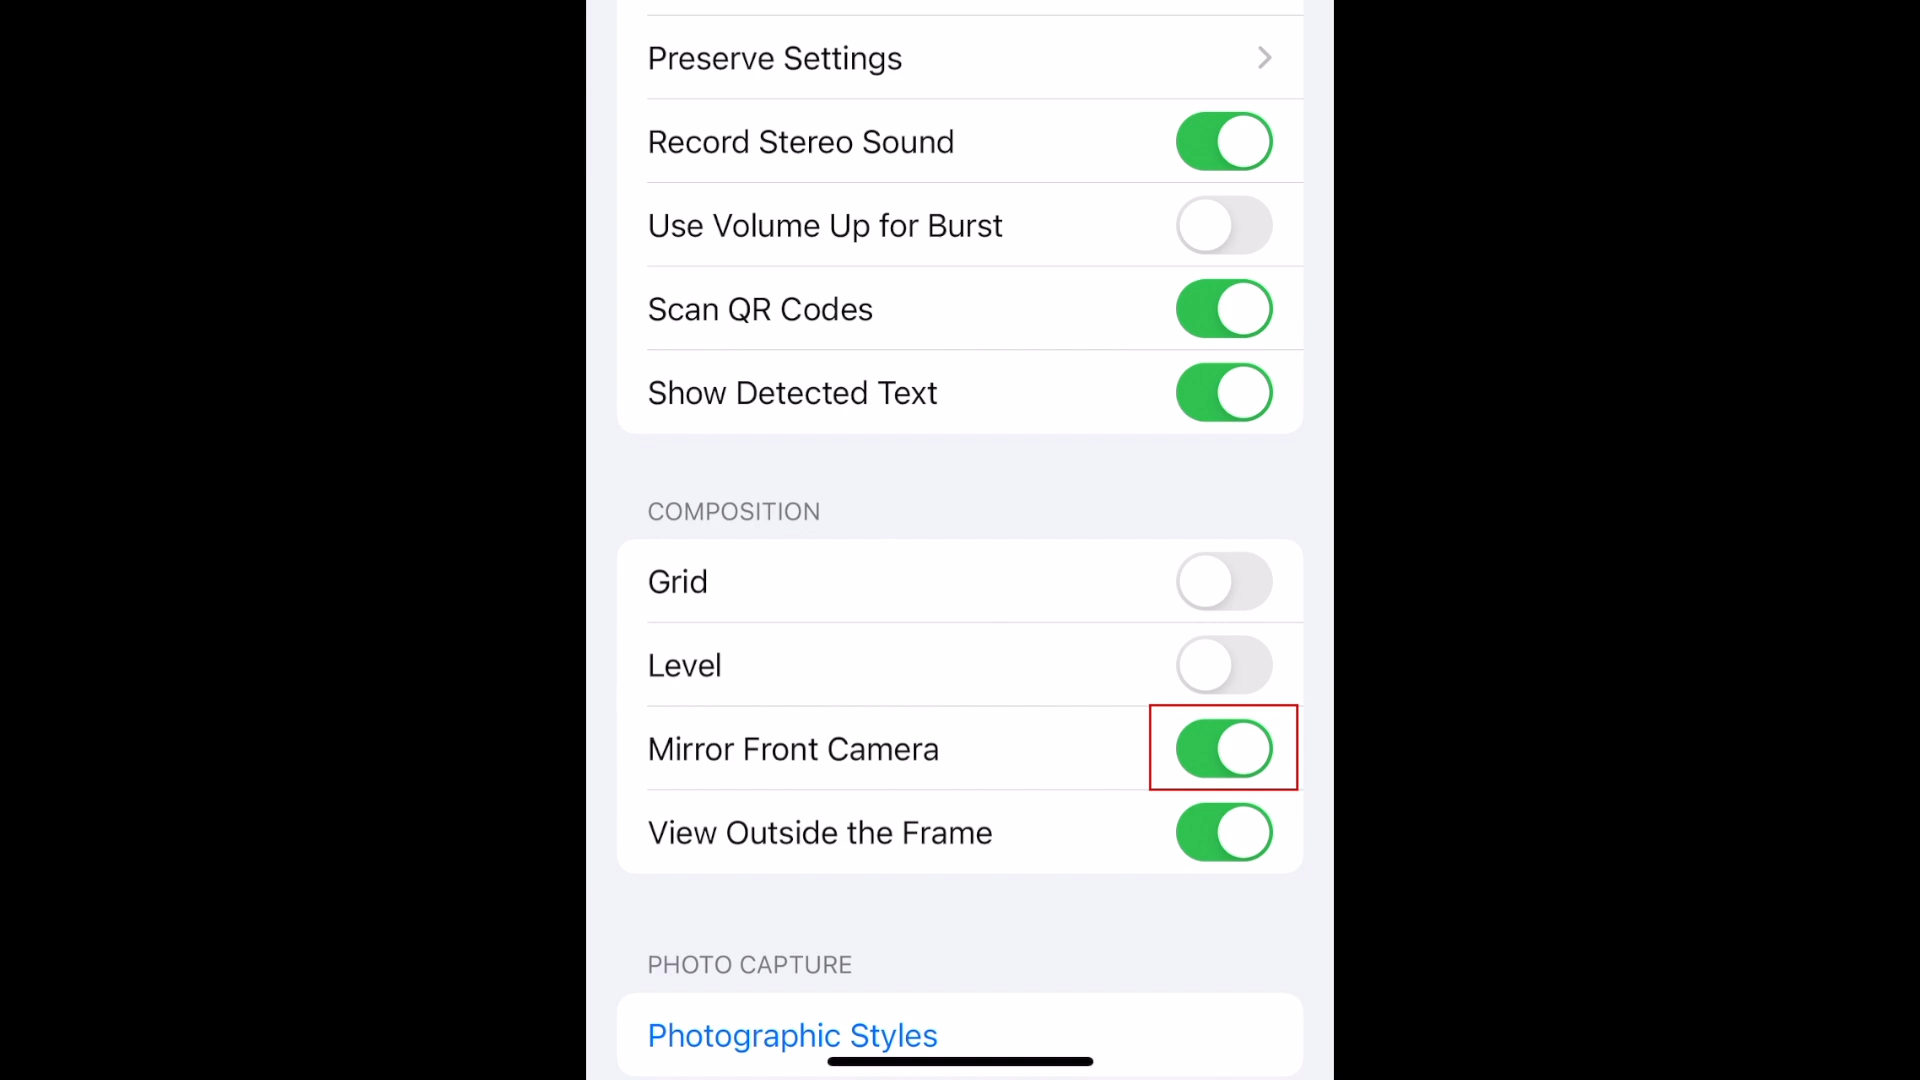 Preserve Settings
Record Stereo Sound
Use Volume Up for Burst
Scan QR Codes
Show Detected Text
COMPOSITION
Grid
Level
Mirror Front Camera
View Outside the Frame
PHOTO CAPTURE
Photographic Styles